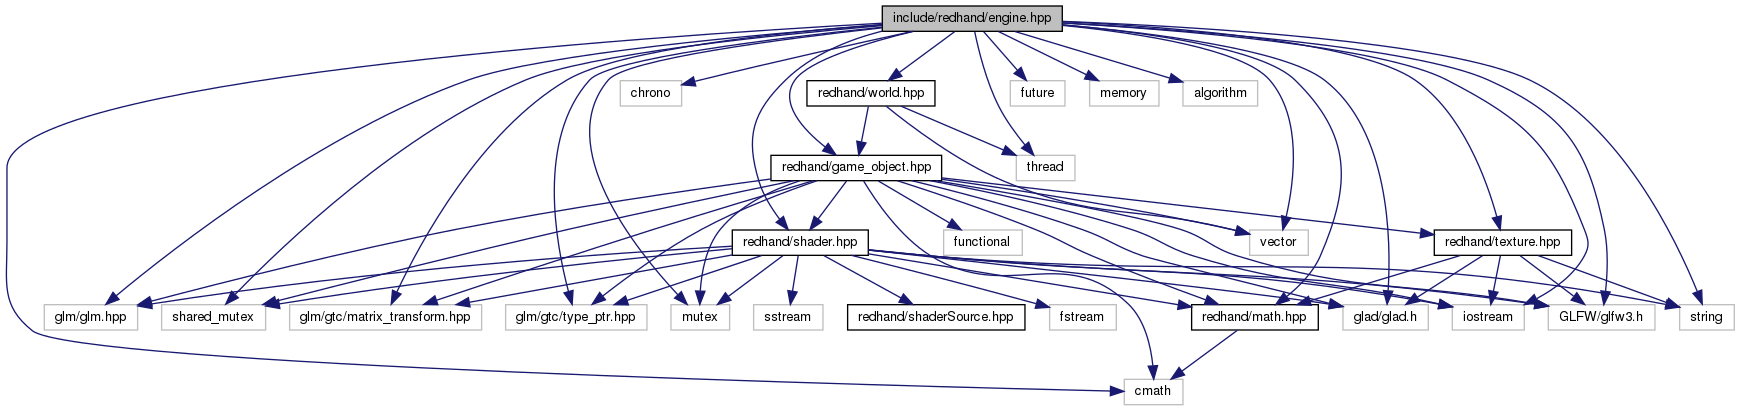 include/redhand/engine.hpp
chrono
redhand/world.hpp
future
memory
algorithm
redhand/game_object.hpp
thread
redhand/shader.hpp
functional
vector
redhand/texture.hpp
glm/glm.hpp
shared_mutex
glm/gtc/matrix_transform.hpp
glm/gtc/type_ptr.hpp
mutex
sstream
redhand/shaderSource.hpp
fstream
redhand/math.hpp
glad/glad.h
iostream
GLFW/glfw3.h
string
cmath